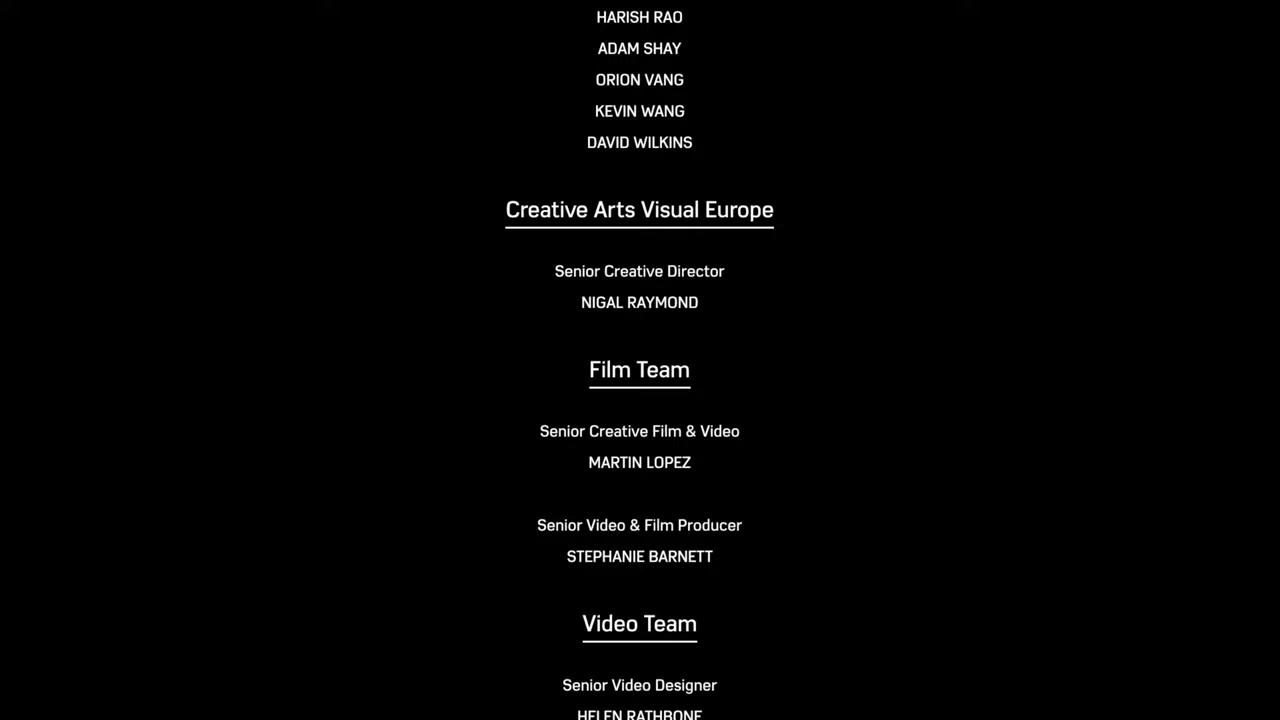 HARISH RAO
ADAM SHAY
ORION VANG
KEVIN WANG
DAVID WILKINS
Creative Arts Visual Europe
Senior Creative Director
NIGAL RAYMOND
Film Team
Senior Creative Film & Video
MARTIN LOPEZ
Senior Video & Film Producer
STEPHANIE BARNETT
Video Team
Senior Video Designer
HELEN RATHBONE